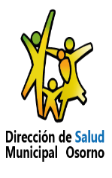 Dirección de Salud
Municipal Osorno